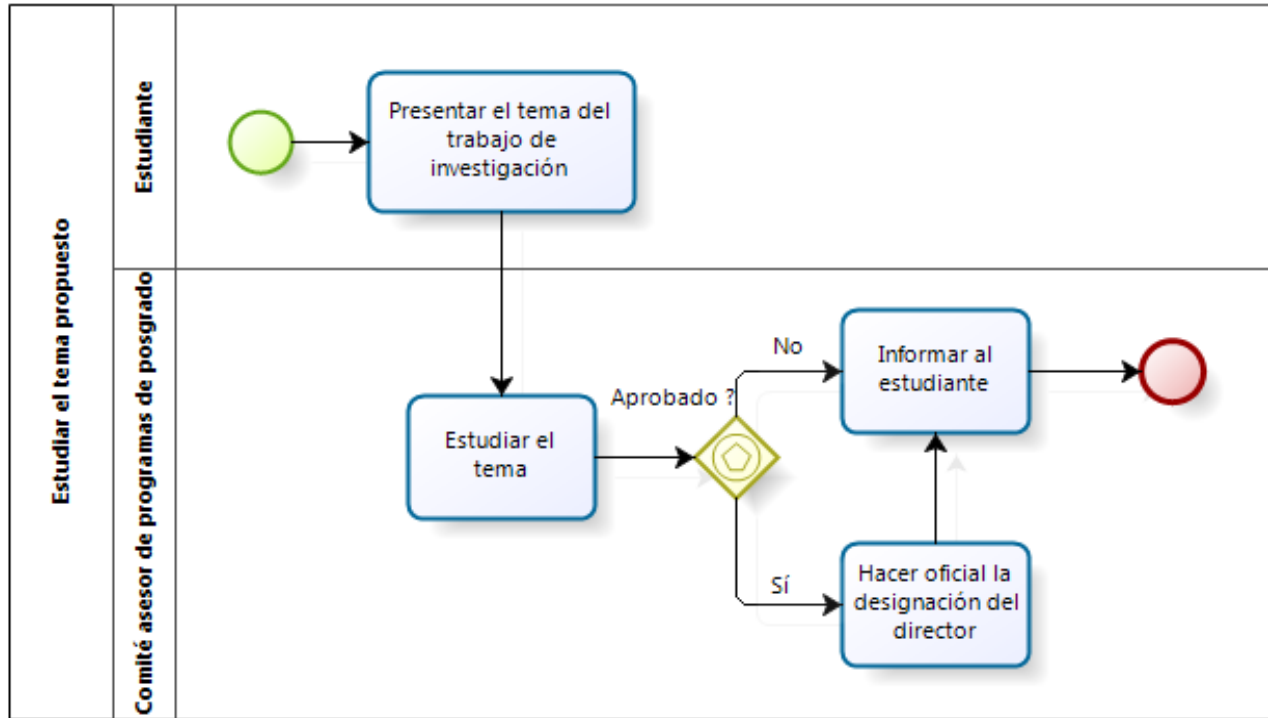 Estudiar el tema propuesto
Estudiante
Presentar el tema del
trabajo de
investigación
Comité asesor de programas de posgrado
Estudiar el
tema
Aprobado ?
No
Informar al
estudiante
Sí
Hacer oficial la
designación del
director